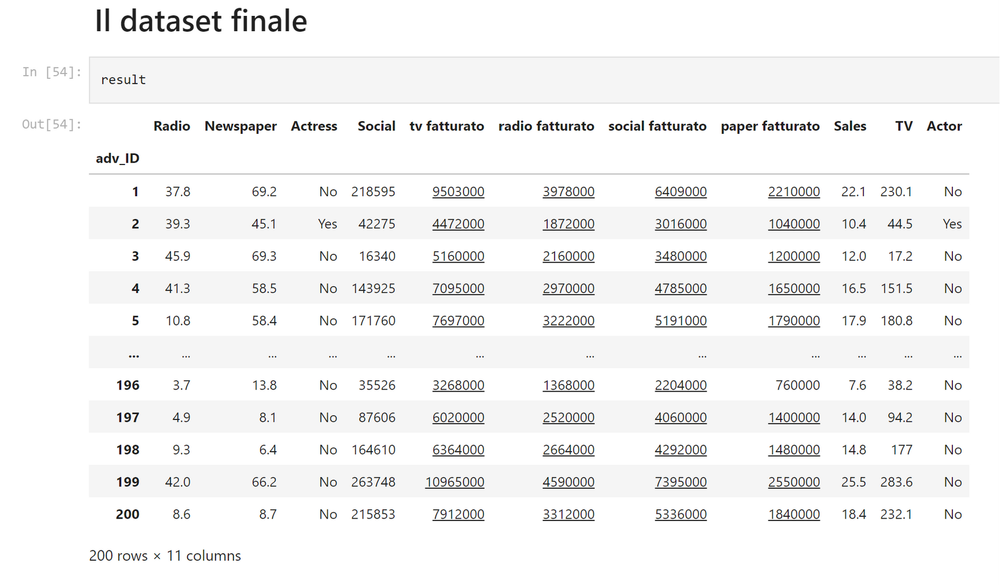 Il dataset finale
In [54]:
result
Out[54]:
Radio Newspaper Actress Social tv fatturato radio fatturato social fatturato paper fatturato Sales TV Actor
adv_ID
1 37.8 69.2 No 218595 9503000 3978000 6409000 2210000 22.1 230.1 No
2 39.3 45.1 Yes 42275 4472000 1872000 3016000 1040000 10.4 44.5 Yes
3 45.9 69.3 No 16340 5160000 2160000 3480000 1200000 12.0 17.2 No
4 41.3 58.5 No 143925 7095000 2970000 4785000 1650000 16.5 151.5 No
5 10.8 58.4 No 171760 7697000 3222000 5191000 1790000 17.9 180.8 No
... ... ... ... ... ... ... ... ... ... ... ...
196 3.7 13.8 No 35526 3268000 1368000 2204000 760000 7.6 38.2 No
197 4.9 8.1 No 87606 6020000 2520000 4060000 1400000 14.0 94.2 No
198 9.3 6.4 No 164610 6364000 2664000 4292000 1480000 14.8 177 No
199 42.0 66.2 No 263748 10965000 4590000 7395000 2550000 25.5 283.6 No
200 8.6 8.7 No 215853 7912000 3312000 5336000 1840000 18.4 232.1 No
200 rows × 11 columns